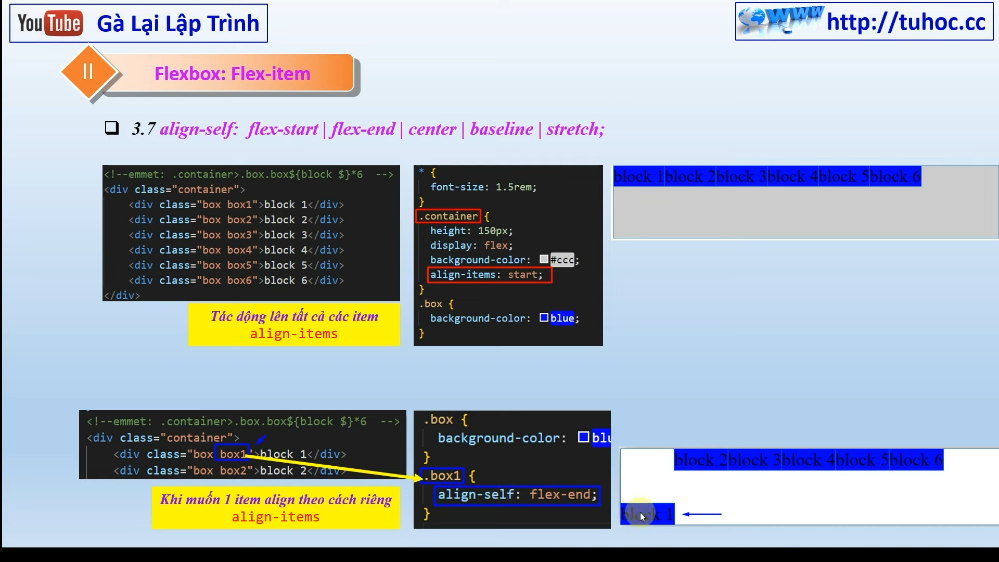 YouTube Gà Lại Lập Trình
WWW http://tuhoc.cc
II Flexbox: Flex-item
3.7 align-self: flex-start | flex-end | center | baseline | stretch;
<!--emmet: .container>.box.box${block $}*6 -->
<div class="container">
<div class="box box1">block 1</div>
<div class="box box2">block 2</div>
<div class="box box3">block 3</div>
<div class="box box4">block 4</div>
<div class="box box5">block 5</div>
<div class="box box6">block 6</div>
</div>
Tác dộng lên tất cả các item
align-items
* {
font-size: 1.5rem;
}
.container {
height: 150px;
display: flex;
background-color: #ccc;
align-items: start;
}
.box {
background-color: blue;
}
block 1block 2block 3block 4block 5block 6
<!--emmet: .container>.box.box${block $}*6 -->
<div class="container">
<div class="box box1">block 1</div>
<div class="box box2">block 2</div>
Khi muốn 1 item align theo cách riêng
align-items
.box {
background-color: blu
}
.box1 {
align-self: flex-end;
}
block 2block 3block 4block 5block 6
block 1